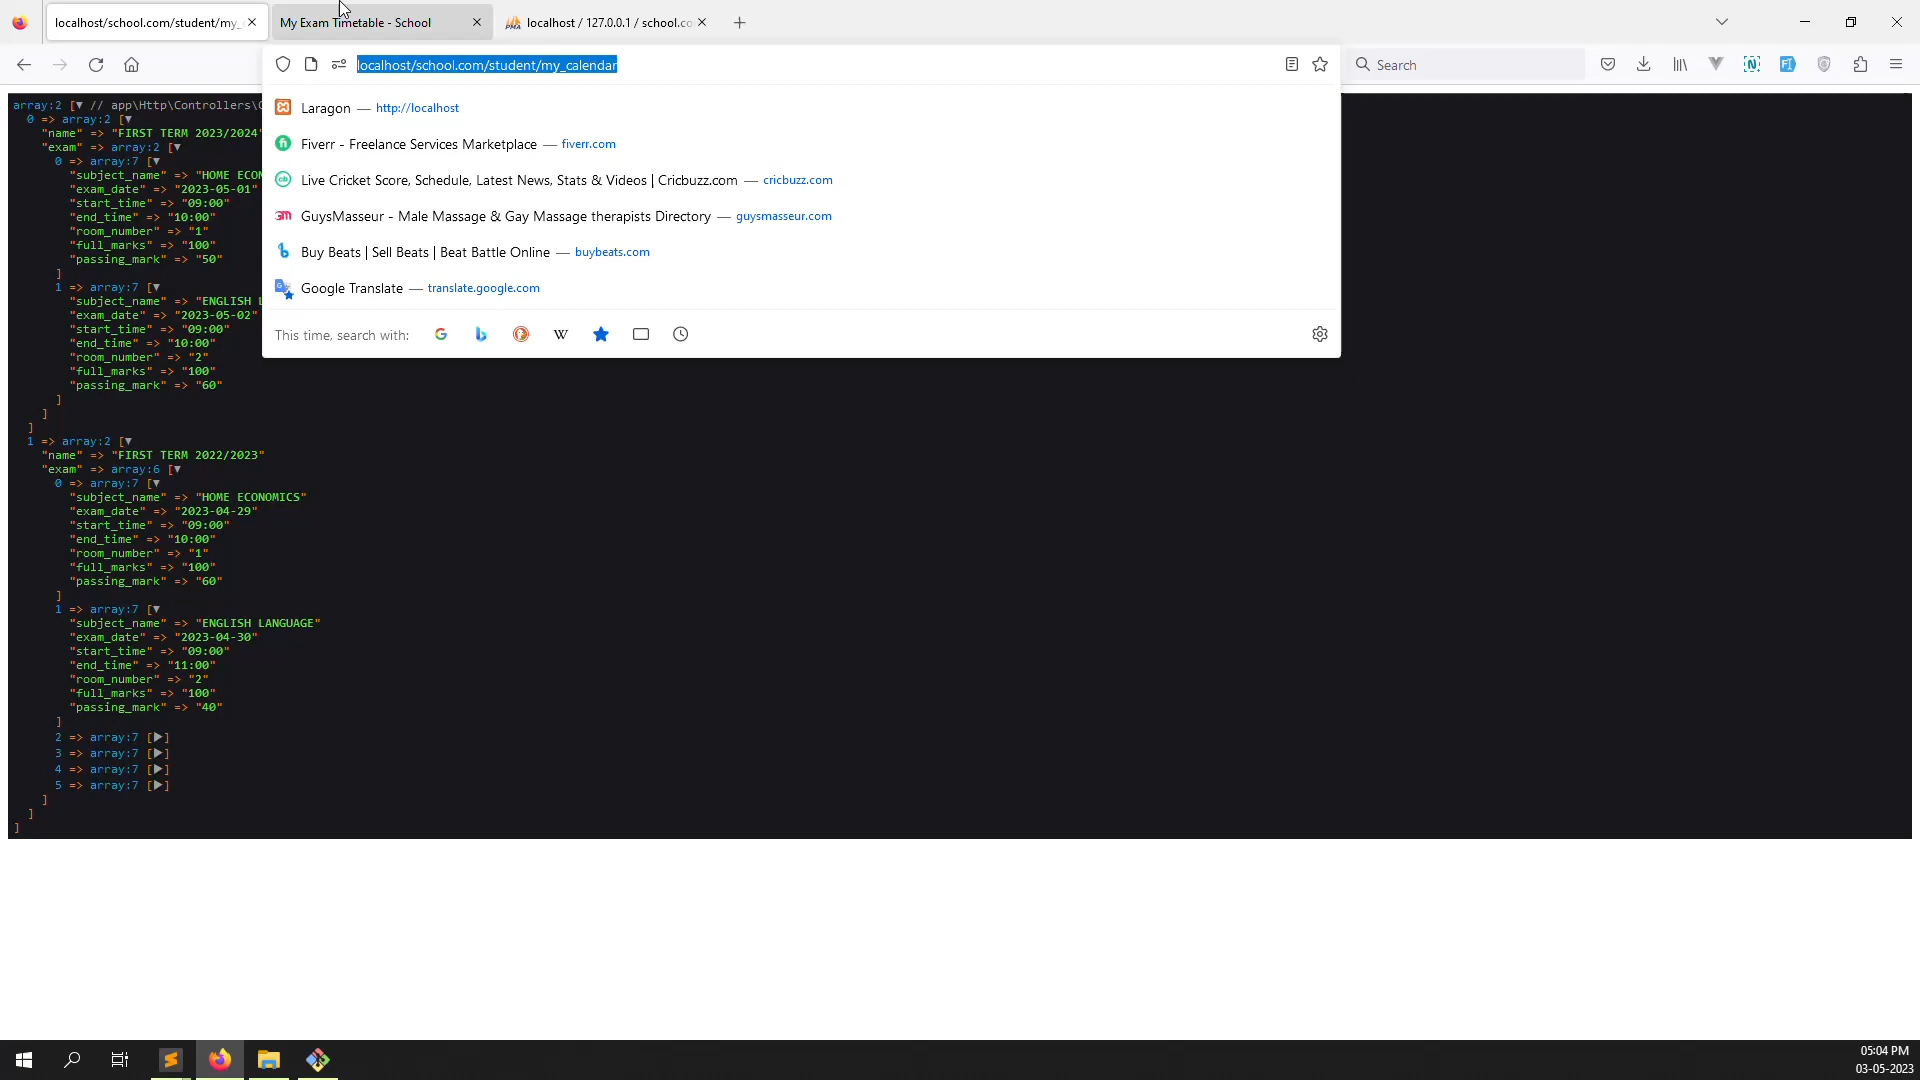 localhost/school.com/student/my_
My Exam Timetable - School
localhost / 127.0.0.1 / school.co
localhost/school.com/student/my_calendar
Search
Laragon — http://localhost
Fiverr - Freelance Services Marketplace — fiverr.com
Live Cricket Score, Schedule, Latest News, Stats & Videos | Cricbuzz.com — cricbuzz.com
GuysMasseur - Male Massage & Gay Massage therapists Directory — guysmasseur.com
Buy Beats | Sell Beats | Beat Battle Online — buybeats.com
Google Translate — translate.google.com
This time, search with:
array:2 [▼ // app\Http\Controllers\C
0 => array:2 [▼
"name" => "FIRST TERM 2023/2024"
"exam" => array:2 [▼
0 => array:7 [▼
"subject_name" => "HOME ECON
"exam_date" => "2023-05-01"
"start_time" => "09:00"
"end_time" => "10:00"
"room_number" => "1"
"full_marks" => "100"
"passing_mark" => "50"
]
1 => array:7 [▼
"subject_name" => "ENGLISH L
"exam_date" => "2023-05-02"
"start_time" => "09:00"
"end_time" => "10:00"
"room_number" => "2"
"full_marks" => "100"
"passing_mark" => "60"
]
]
]
1 => array:2 [▼
"name" => "FIRST TERM 2022/2023"
"exam" => array:6 [▼
0 => array:7 [▼
"subject_name" => "HOME ECONOMICS"
"exam_date" => "2023-04-29"
"start_time" => "09:00"
"end_time" => "10:00"
"room_number" => "1"
"full_marks" => "100"
"passing_mark" => "60"
]
1 => array:7 [▼
"subject_name" => "ENGLISH LANGUAGE"
"exam_date" => "2023-04-30"
"start_time" => "09:00"
"end_time" => "11:00"
"room_number" => "2"
"full_marks" => "100"
"passing_mark" => "40"
]
2 => array:7 [▶]
3 => array:7 [▶]
4 => array:7 [▶]
5 => array:7 [▶]
]
]
]
05:04 PM
03-05-2023